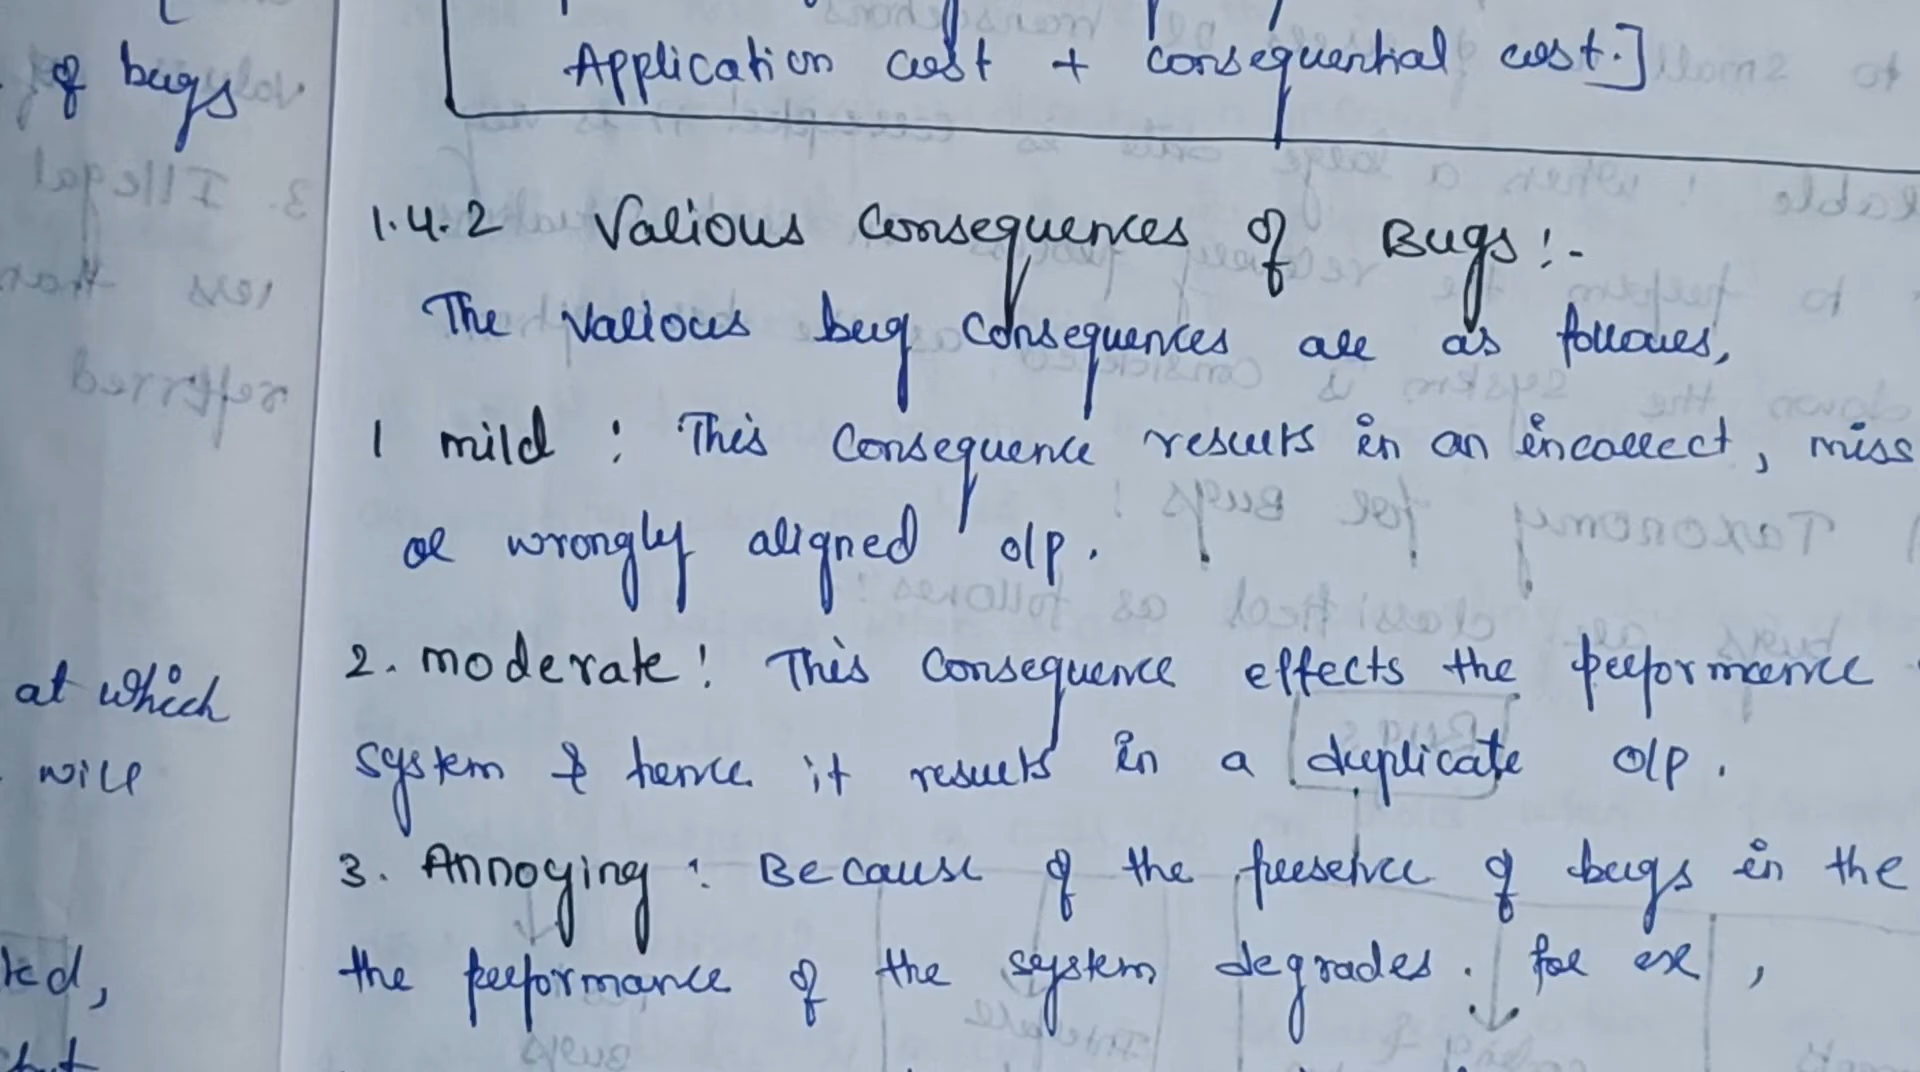 of bugs
at which
will
Application cost + consequential cost.]
1.4.2 Various Consequences of Bugs:-
The various bug consequences are as follows,
1 mild : This consequence results in an incorrect, miss
or wrongly aligned o/p.
2. moderate: This consequence effects the performance
system & hence it results in a duplicate o/p.
3. Annoying: Because of the presence of bugs in the
the performance of the system degrades. for ex,